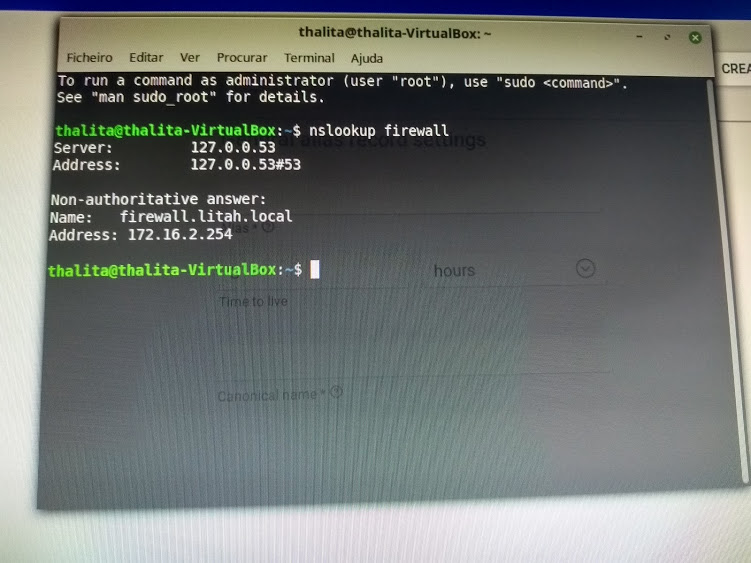 thalita@thalita-VirtualBox: ~
Ficheiro Editar Ver Procurar Terminal Ajuda
CREA
To run a command as administrator (user "root"), use "sudo <command>".
See "man sudo_root" for details.
thalita@thalita-VirtualBox:~$ nslookup firewall
alias record settings
Server: 127.0.0.53
Address: 127.0.0.53#53
Non-authoritative answer:
Name: firewall.litah.local
Address: 172.16.2.254
thalita@thalita-VirtualBox:~$
hours
Time to live
Canonical name *